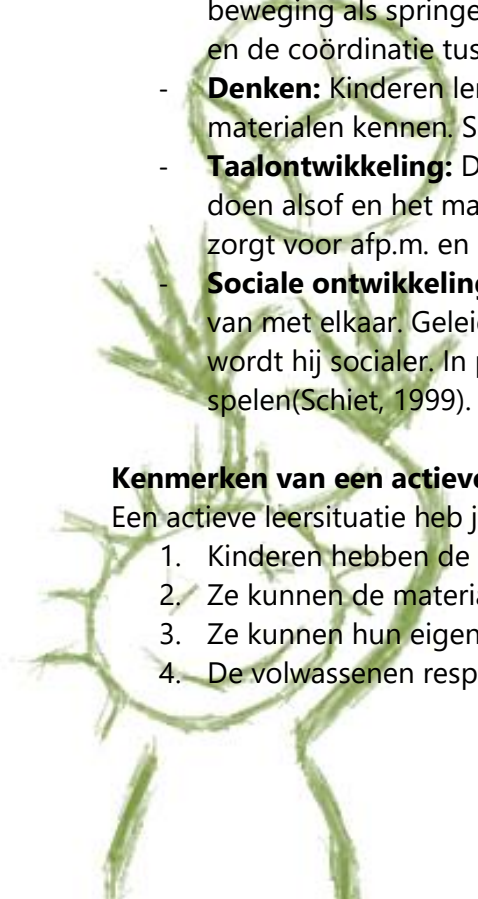 beweging als springe
en de coördinatie tus
- Denken: Kinderen ler
materialen kennen. S
- Taalontwikkeling: D
doen alsof en het ma
zorgt voor afp.m. en
- Sociale ontwikkeling
van met elkaar. Gelei
wordt hij socialer. In p
spelen(Schiet, 1999).
Kenmerken van een actieve
Een actieve leersituatie heb j
1. Kinderen hebben de
2. Ze kunnen de materia
3. Ze kunnen hun eigen
4. De volwassenen resp